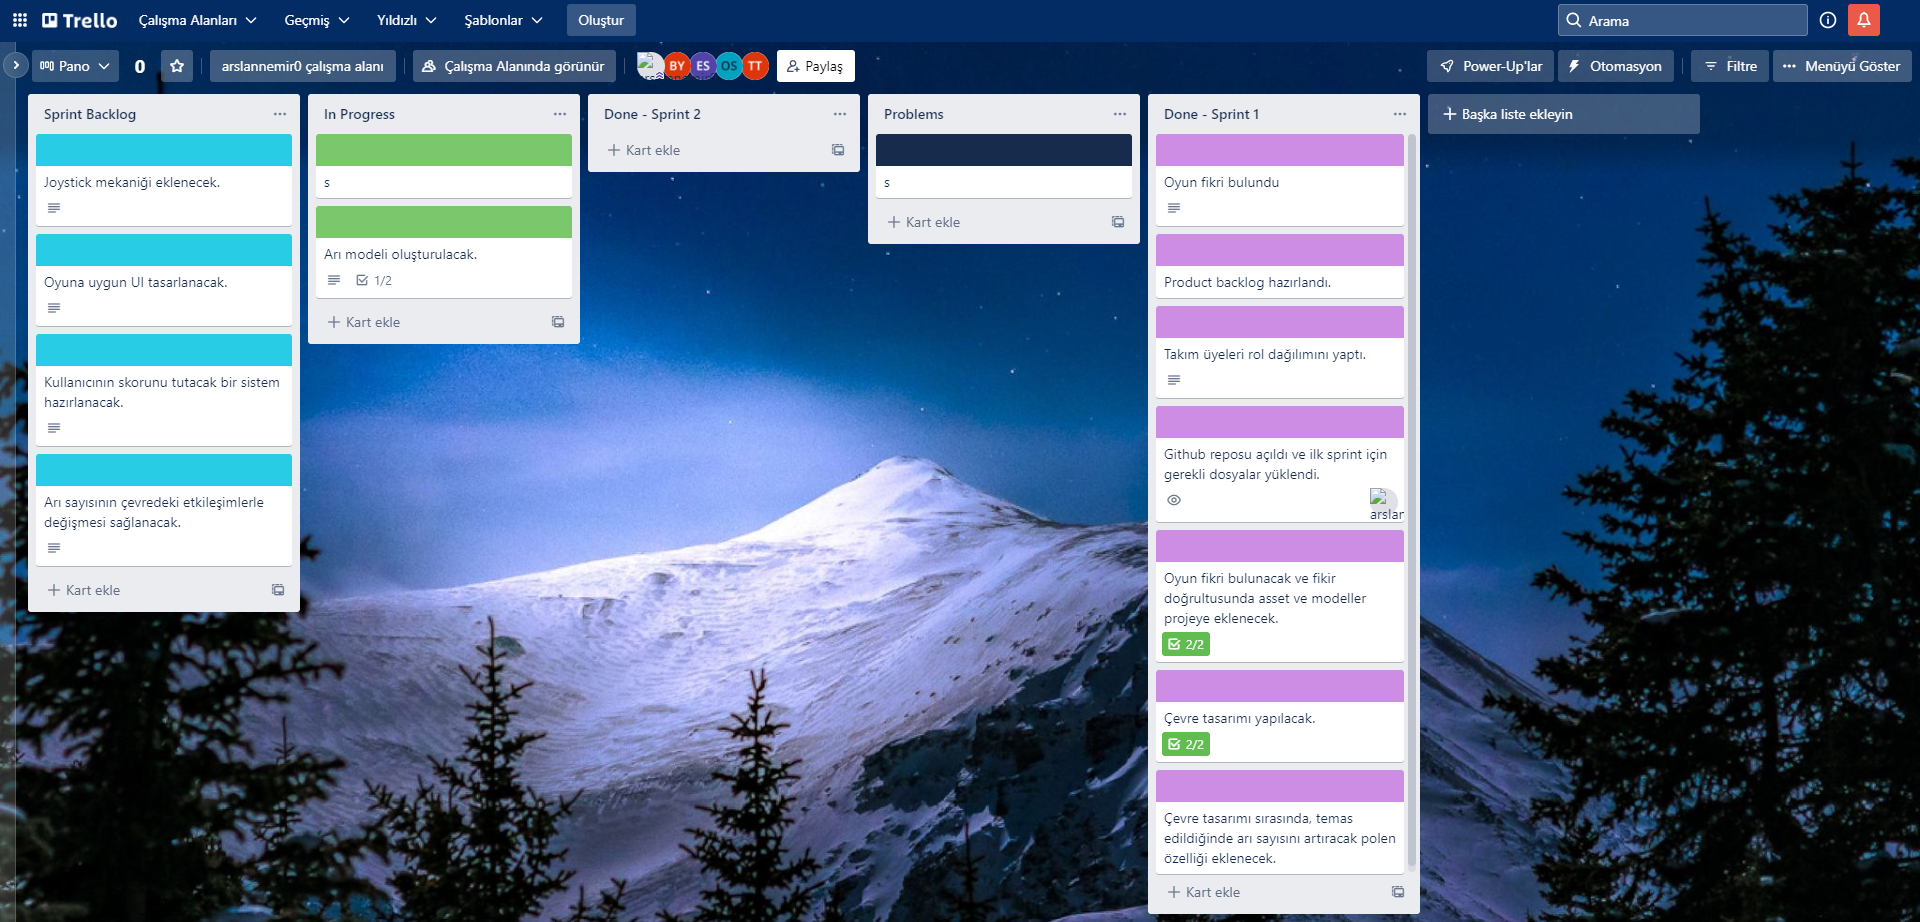 Trello
Çalışma Alanları
Geçmiş
Yıldızlı
Şablonlar
Oluştur
Arama
Pano
0
arslannemir0 çalışma alanı
Çalışma Alanında görünür
BY
ES
OS
TT
Paylaş
Power-Up'lar
Otomasyon
Filtre
Menüyü Göster
Sprint Backlog
Joystick mekaniği eklenecek.
Oyuna uygun UI tasarlanacak.
Kullanıcının skorunu tutacak bir sistem
hazırlanacak.
Arı sayısının çevredeki etkileşimlerle
değişmesi sağlanacak.
Kart ekle
In Progress
s
Arı modeli oluşturulacak.
1/2
Kart ekle
Done - Sprint 2
Kart ekle
Problems
s
Kart ekle
Done - Sprint 1
Oyun fikri bulundu
Product backlog hazırlandı.
Takım üyeleri rol dağılımını yaptı.
Github reposu açıldı ve ilk sprint için
gerekli dosyalar yüklendi.
arslan
Oyun fikri bulunacak ve fikir
doğrultusunda asset ve modeller
projeye eklenecek.
2/2
Çevre tasarımı yapılacak.
2/2
Çevre tasarımı sırasında, temas
edildiğinde arı sayısını artıracak polen
özelliği eklenecek.
Kart ekle
Başka liste ekleyin